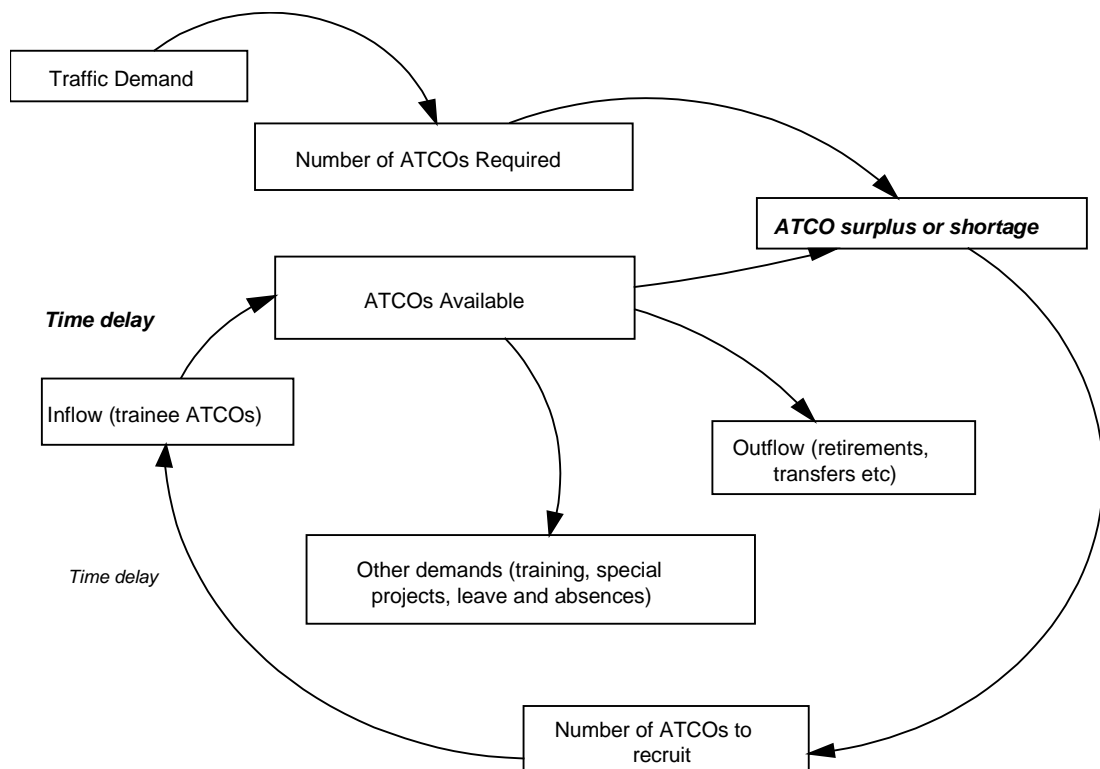 Traffic Demand
Number of ATCOs Required
ATCO surplus or shortage
ATCOs Available
Time delay
Inflow (trainee ATCOs)
Outflow (retirements,
transfers etc)
Other demands (training, special
projects, leave and absences)
Time delay
Number of ATCOs to
recruit